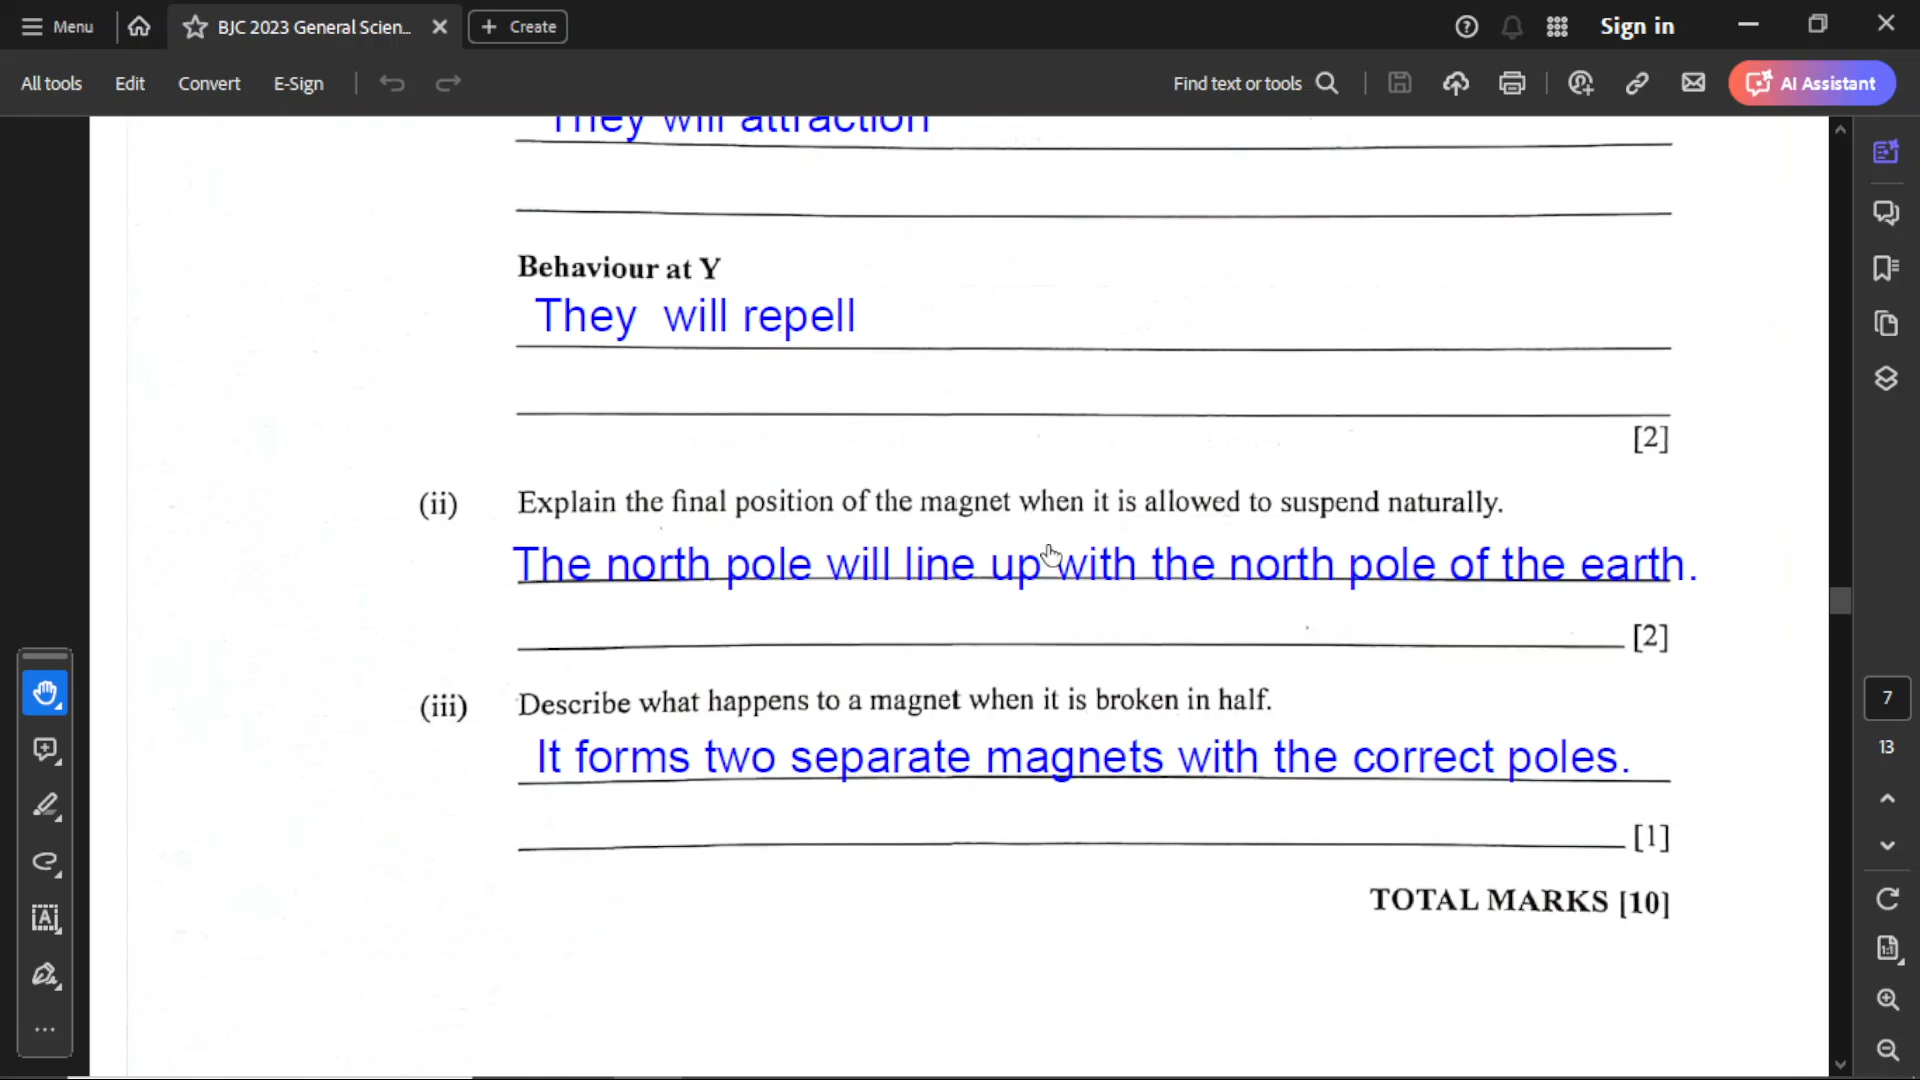 Menu
BJC 2023 General Scien...
Create
Sign in
All tools
Edit
Convert
E-Sign
Find text or tools
AI Assistant
They will attraction
Behaviour at Y
They will repell
[2]
(ii) Explain the final position of the magnet when it is allowed to suspend naturally.
The north pole will line up with the north pole of the earth.
[2]
(iii) Describe what happens to a magnet when it is broken in half.
It forms two separate magnets with the correct poles.
[1]
TOTAL MARKS [10]
7
13